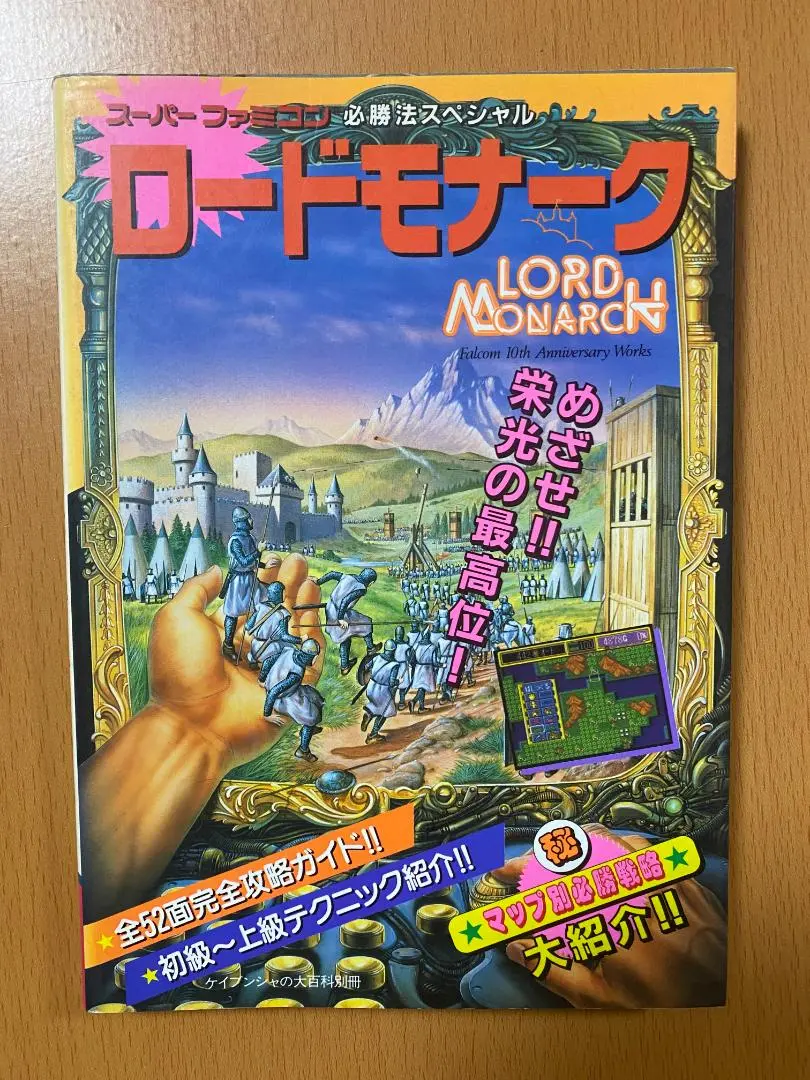 スーパーファミコン 必勝法スペシャル
ロードモナーク
LORD
MONARCH
Falcom 10th Anniversary Works
めざせ!!
栄光の最高位!
4878G
★全52面完全攻略ガイド!!
★初級〜上級テクニック紹介!!
極
★マップ別必勝戦略★
大紹介!!
ケイブンシャの大百科別冊